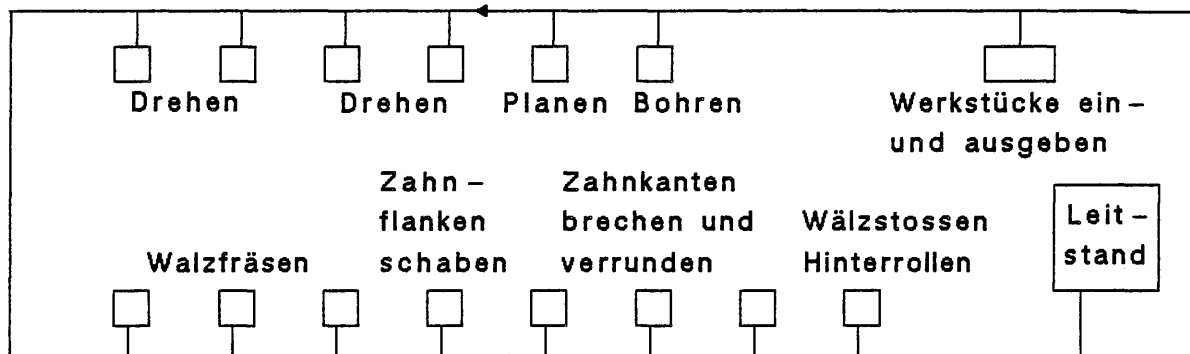 Drehen Drehen Planen Bohren Werkstücke ein-
und ausgeben
Zahn-
flanken
schaben
Zahnkanten
brechen und
verrunden
Wälzstossen
Hinterrollen
Leit-
stand
Walzfräsen